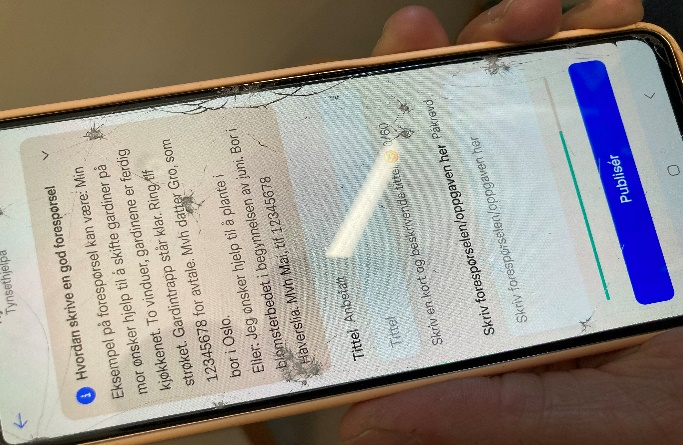 Tynsethjelpa
Hvordan skrive en god forespørsel
Eksempel på forespørsel kan være: Min
mor ønsker hjelp til å skifte gardiner på
kjøkkenet. To vinduer, gardinene er ferdig
strøket. Gardintrapp står klar. Ring tlf
12345678 for avtale. Mvh datter Gro, som
bor i Oslo.
Eller: Jeg ønsker hjelp til å plante i
blomsterbedet i begynnelsen av juni. Bor i
Haverslia. Mvh Mai, tlf 12345678
Tittel Anbefalt
Tittel
Skriv en kort og beskrivende tittel
0/60
Skriv forespørselen/oppgaven her Påkrevd
Skriv forespørselen/oppgaven her
Publisér